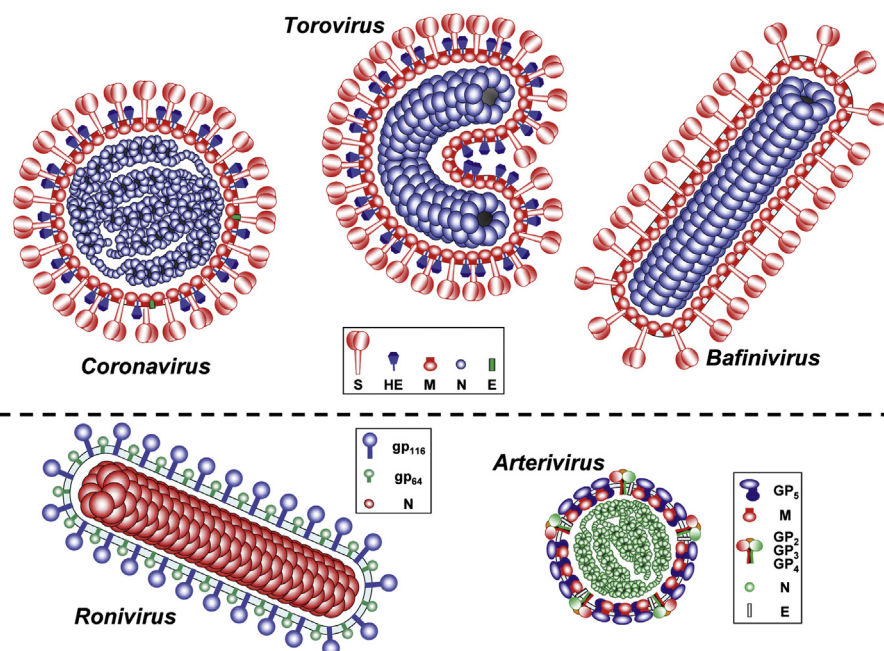 Torovirus
Coronavirus
Bafinivirus
S HE M N E
Ronivirus
gp116
gp64
N
Arterivirus
GP5
M
GP2
GP3
GP4
N
E